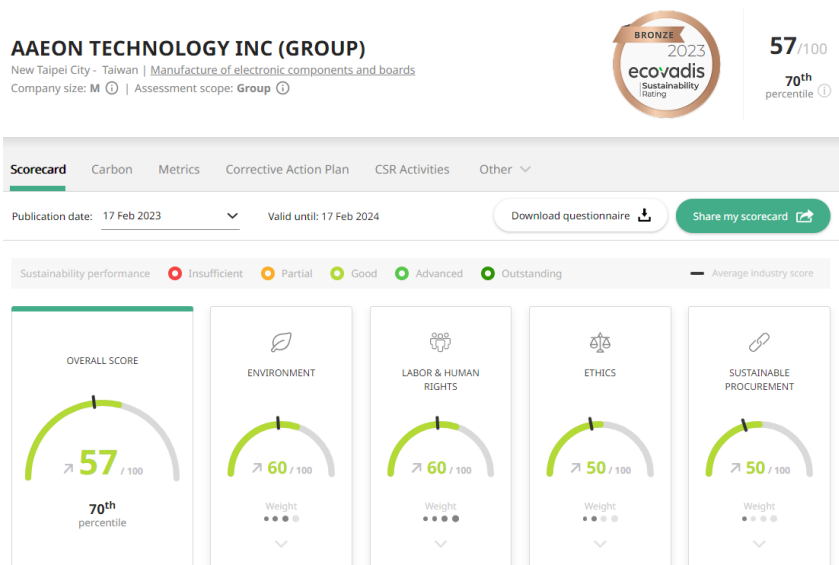 AAEON TECHNOLOGY INC (GROUP)
New Taipei City - Taiwan | Manufacture of electronic components and boards
Company size: M | Assessment scope: Group
BRONZE
2023
ecovadis
Sustainability
Rating
57/100
70th
percentile
Scorecard Carbon Metrics Corrective Action Plan CSR Activities Other
Publication date: 17 Feb 2023 Valid until: 17 Feb 2024 Download questionnaire Share my scorecard
Sustainability performance Insufficient Partial Good Advanced Outstanding Average industry score
OVERALL SCORE
57 / 100
70th
percentile
ENVIRONMENT
60 / 100
Weight
LABOR & HUMAN
RIGHTS
60 / 100
Weight
ETHICS
50 / 100
Weight
SUSTAINABLE
PROCUREMENT
50 / 100
Weight